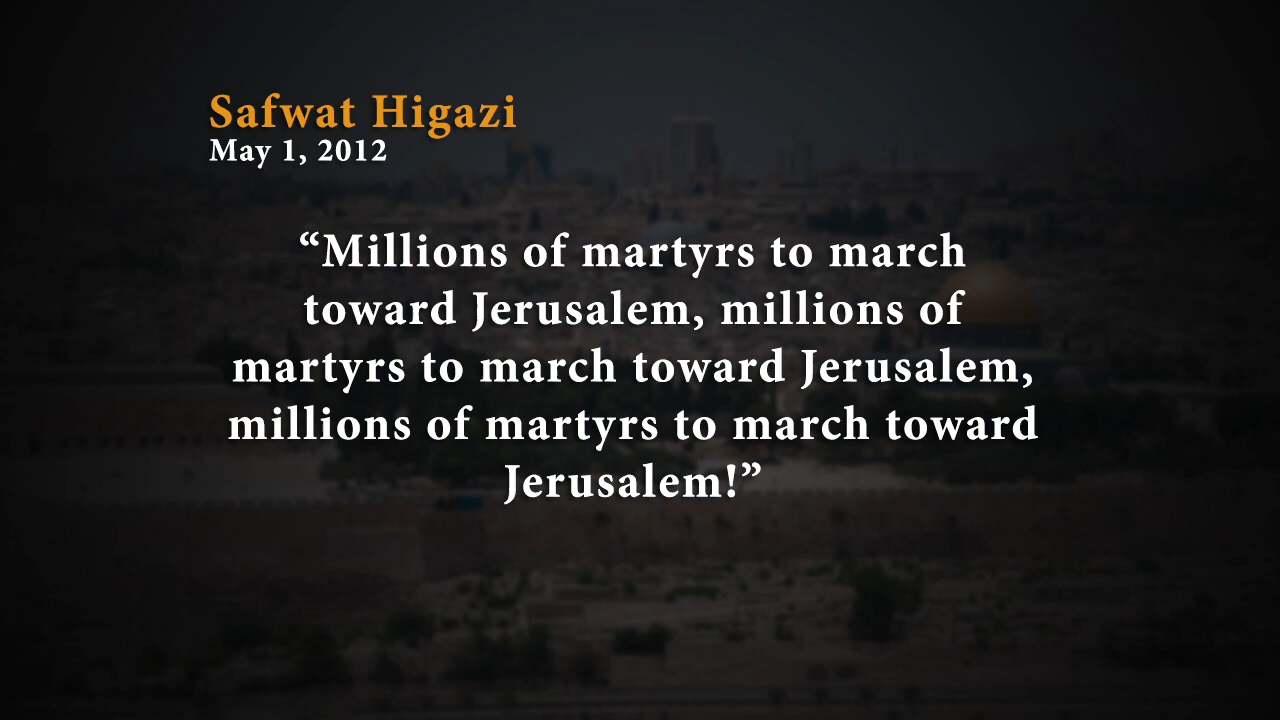 Safwat Higazi
May 1, 2012
“Millions of martyrs to march
toward Jerusalem, millions of
martyrs to march toward Jerusalem,
millions of martyrs to march toward
Jerusalem!”